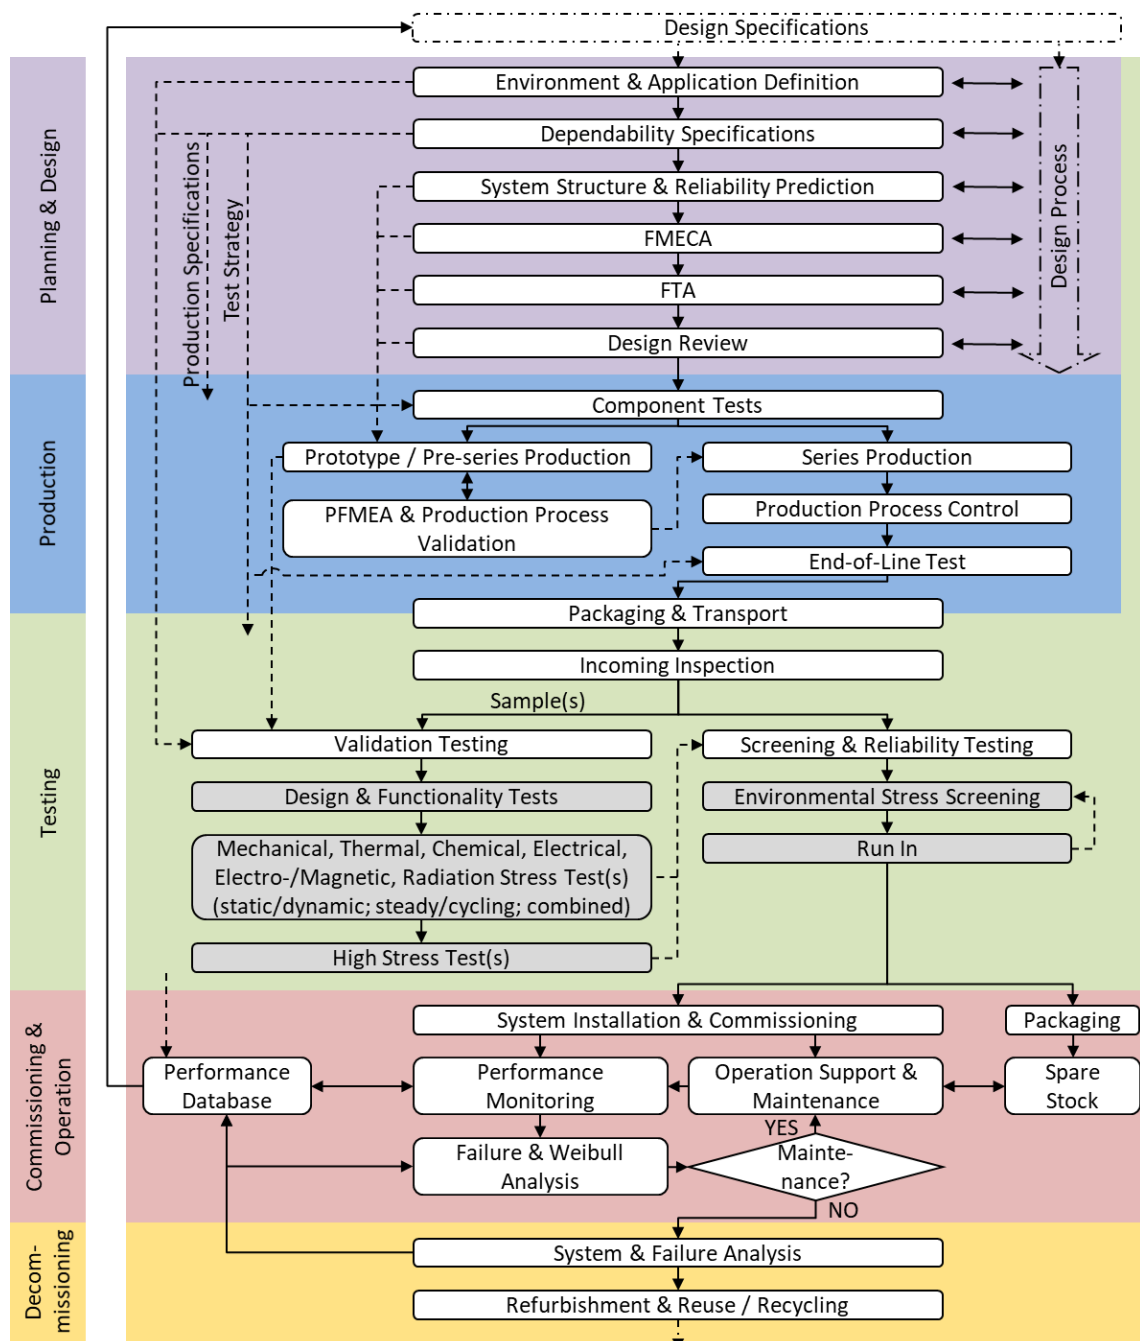 Design Specifications
Planning & Design
Environment & Application Definition
Dependability Specifications
System Structure & Reliability Prediction
FMECA
FTA
Design Review
Production Specifications
Test Strategy
Design Process
Production
Component Tests
Prototype / Pre-series Production
Series Production
PFMEA & Production Process
Validation
Production Process Control
End-of-Line Test
Packaging & Transport
Testing
Incoming Inspection
Sample(s)
Validation Testing
Screening & Reliability Testing
Design & Functionality Tests
Environmental Stress Screening
Mechanical, Thermal, Chemical, Electrical,
Electro-/Magnetic, Radiation Stress Test(s)
(static/dynamic; steady/cycling; combined)
Run In
High Stress Test(s)
Commissioning &
Operation
System Installation & Commissioning
Packaging
Performance
Database
Performance
Monitoring
Operation Support &
Maintenance
Spare
Stock
YES
Failure & Weibull
Analysis
Mainte-
nance?
NO
Decom-
missioning
System & Failure Analysis
Refurbishment & Reuse / Recycling